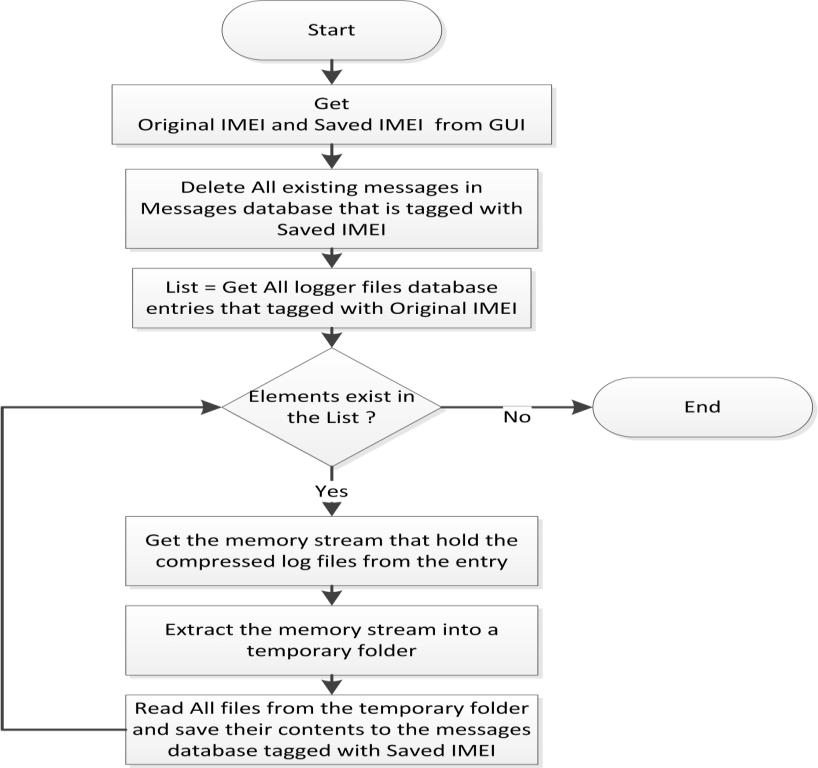 Start
Get
Original IMEI and Saved IMEI from GUI
Delete All existing messages in
Messages database that is tagged with
Saved IMEI
List = Get All logger files database
entries that tagged with Original IMEI
Elements exist in
the List ?
No
End
Yes
Get the memory stream that hold the
compressed log files from the entry
Extract the memory stream into a
temporary folder
Read All files from the temporary folder
and save their contents to the messages
database tagged with Saved IMEI